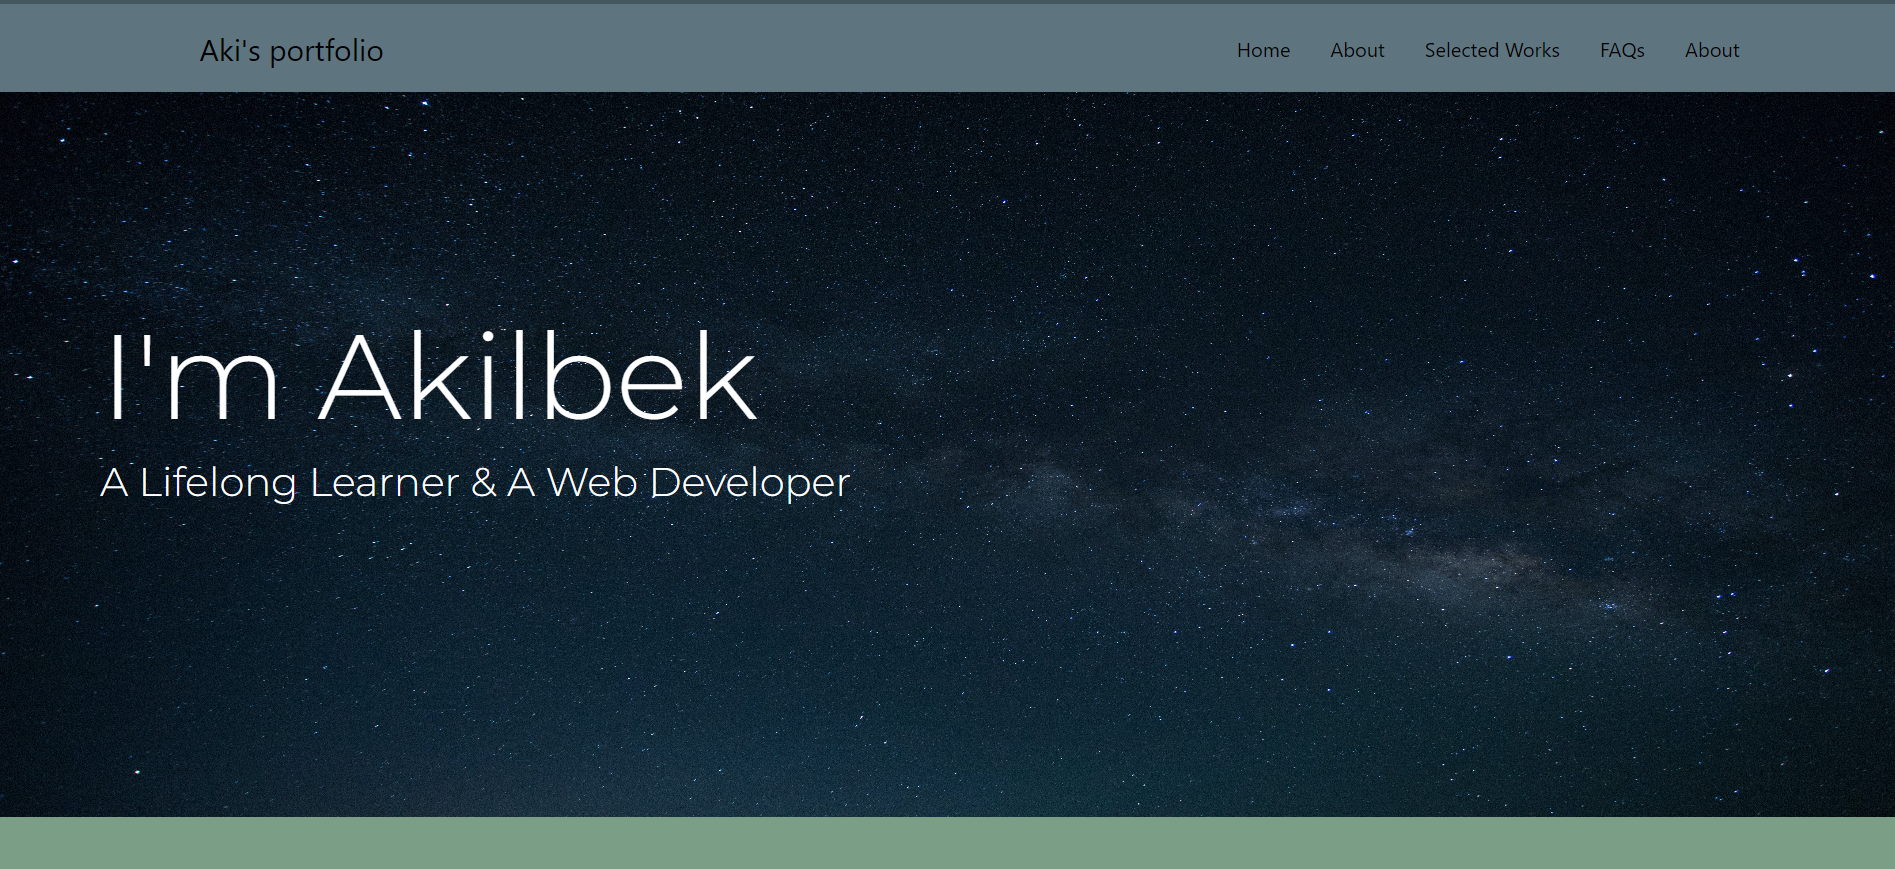 Aki's portfolio
Home About Selected Works FAQs About
I'm Akilbek
A Lifelong Learner & A Web Developer